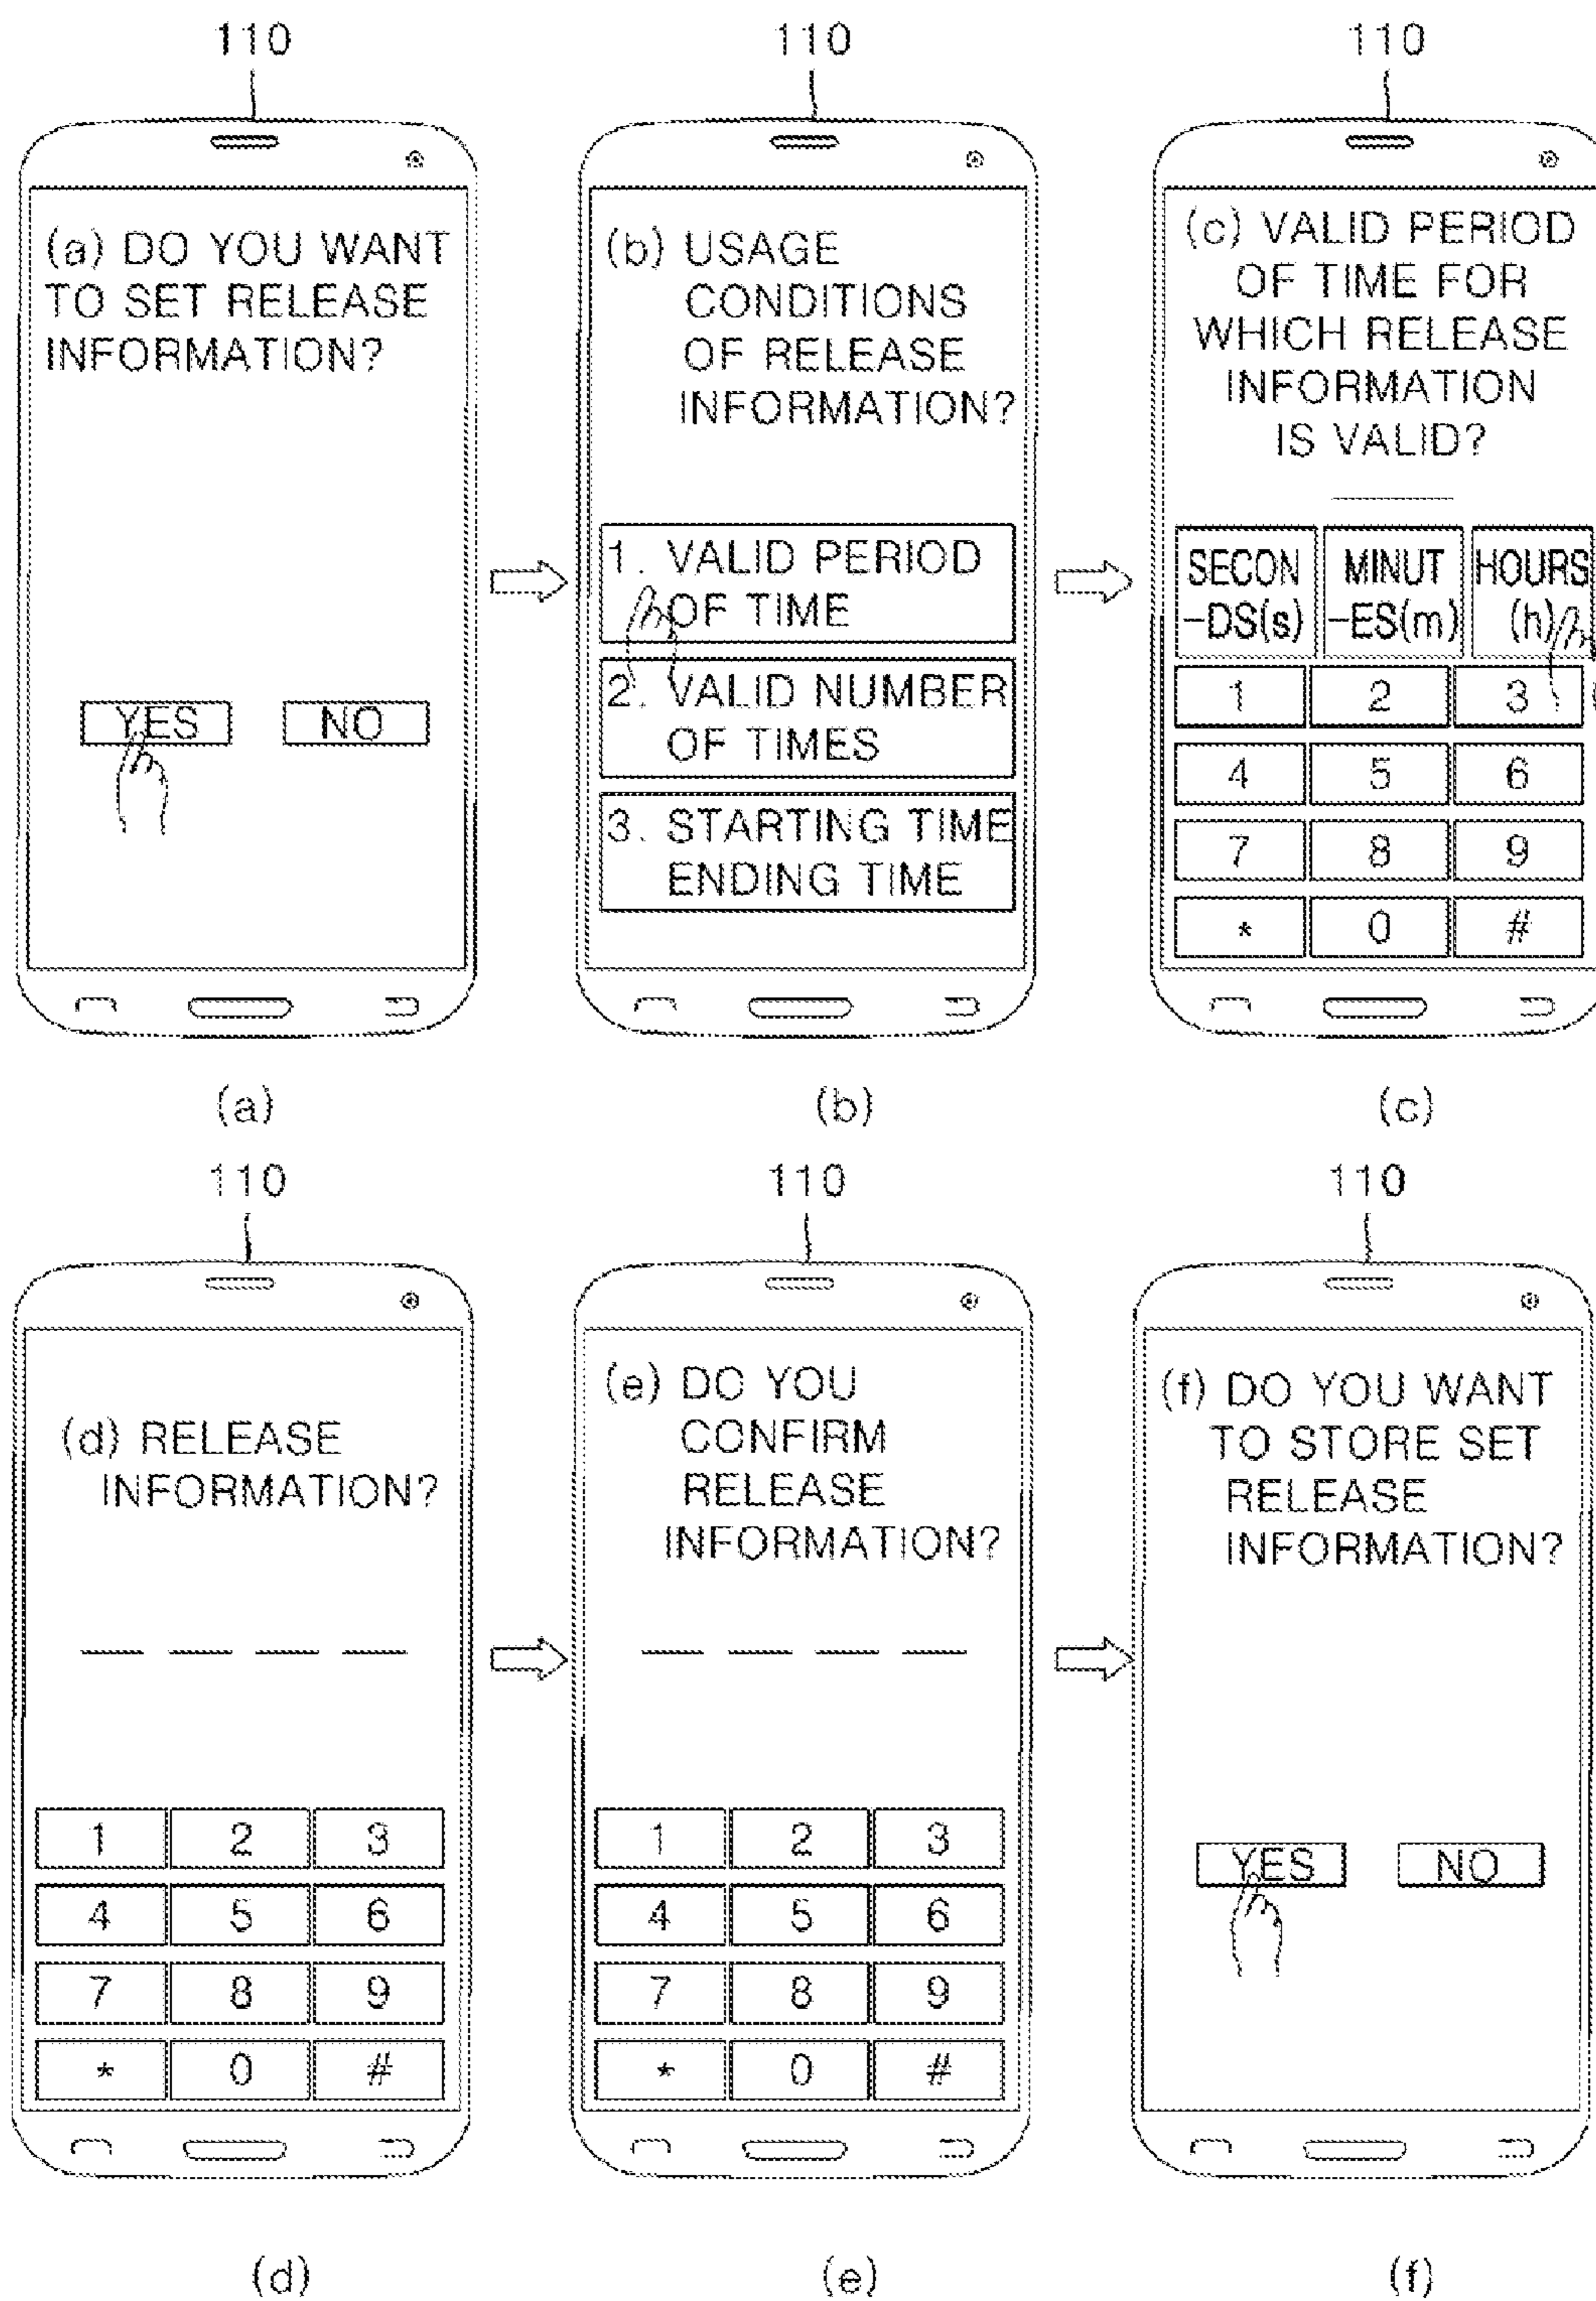 110
110
110
(a) DO YOU WANT
TO SET RELEASE
INFORMATION?
YES
NO
(b) USAGE
CONDITIONS
OF RELEASE
INFORMATION?
1. VALID PERIOD
OF TIME
2. VALID NUMBER
OF TIMES
3. STARTING TIME
ENDING TIME
(c) VALID PERIOD
OF TIME FOR
WHICH RELEASE
INFORMATION
IS VALID?
SECON
-DS(s)
MINUT
-ES(m)
HOURS
(h)
1 2 3
4 5 6
7 8 9
* 0 #
(a)
(b)
(c)
110
110
110
(d) RELEASE
INFORMATION?
1 2 3
4 5 6
7 8 9
* 0 #
(e) DO YOU
CONFIRM
RELEASE
INFORMATION?
1 2 3
4 5 6
7 8 9
* 0 #
(f) DO YOU WANT
TO STORE SET
RELEASE
INFORMATION?
YES
NO
(d)
(e)
(f)